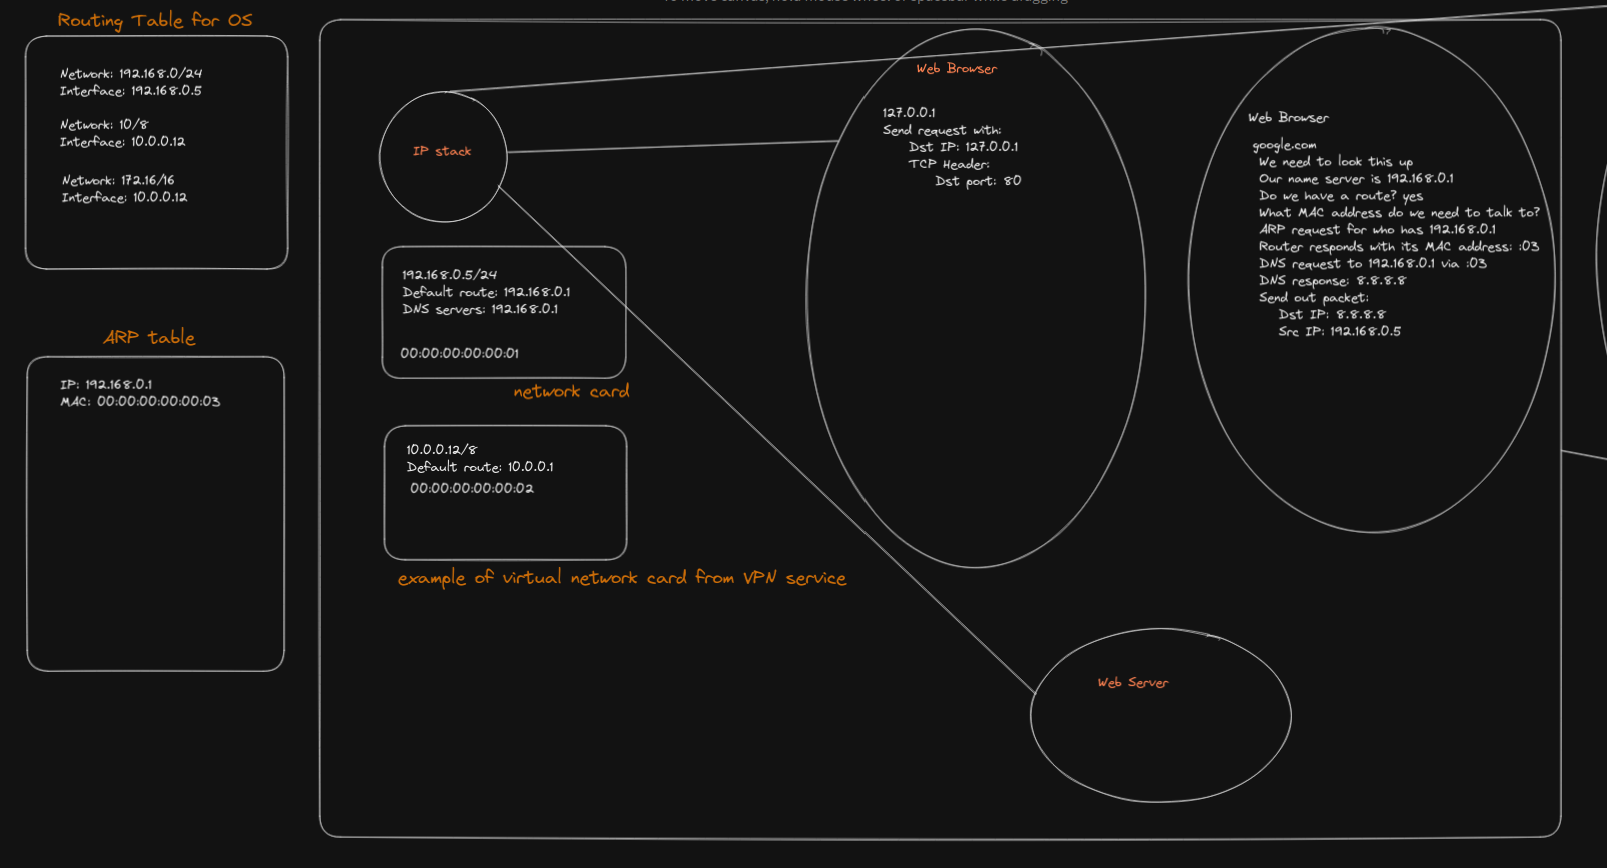 To move canvas, hold mouse wheel or spacebar while dragging
Routing Table for OS
Network: 192.168.0/24
Interface: 192.168.0.5
Network: 10/8
Interface: 10.0.0.12
Network: 172.16/16
Interface: 10.0.0.12
ARP table
IP: 192.168.0.1
MAC: 00:00:00:00:00:03
IP stack
192.168.0.5/24
Default route: 192.168.0.1
DNS servers: 192.168.0.1
00:00:00:00:00:01
network card
10.0.0.12/8
Default route: 10.0.0.1
00:00:00:00:00:02
example of virtual network card from VPN service
Web Browser
127.0.0.1
Send request with:
Dst IP: 127.0.0.1
TCP Header:
Dst port: 80
Web Browser
google.com
We need to look this up
Our name server is 192.168.0.1
Do we have a route? yes
What MAC address do we need to talk to?
ARP request for who has 192.168.0.1
Router responds with its MAC address: :03
DNS request to 192.168.0.1 via :03
DNS response: 8.8.8.8
Send out packet:
Dst IP: 8.8.8.8
Src IP: 192.168.0.5
Web Server